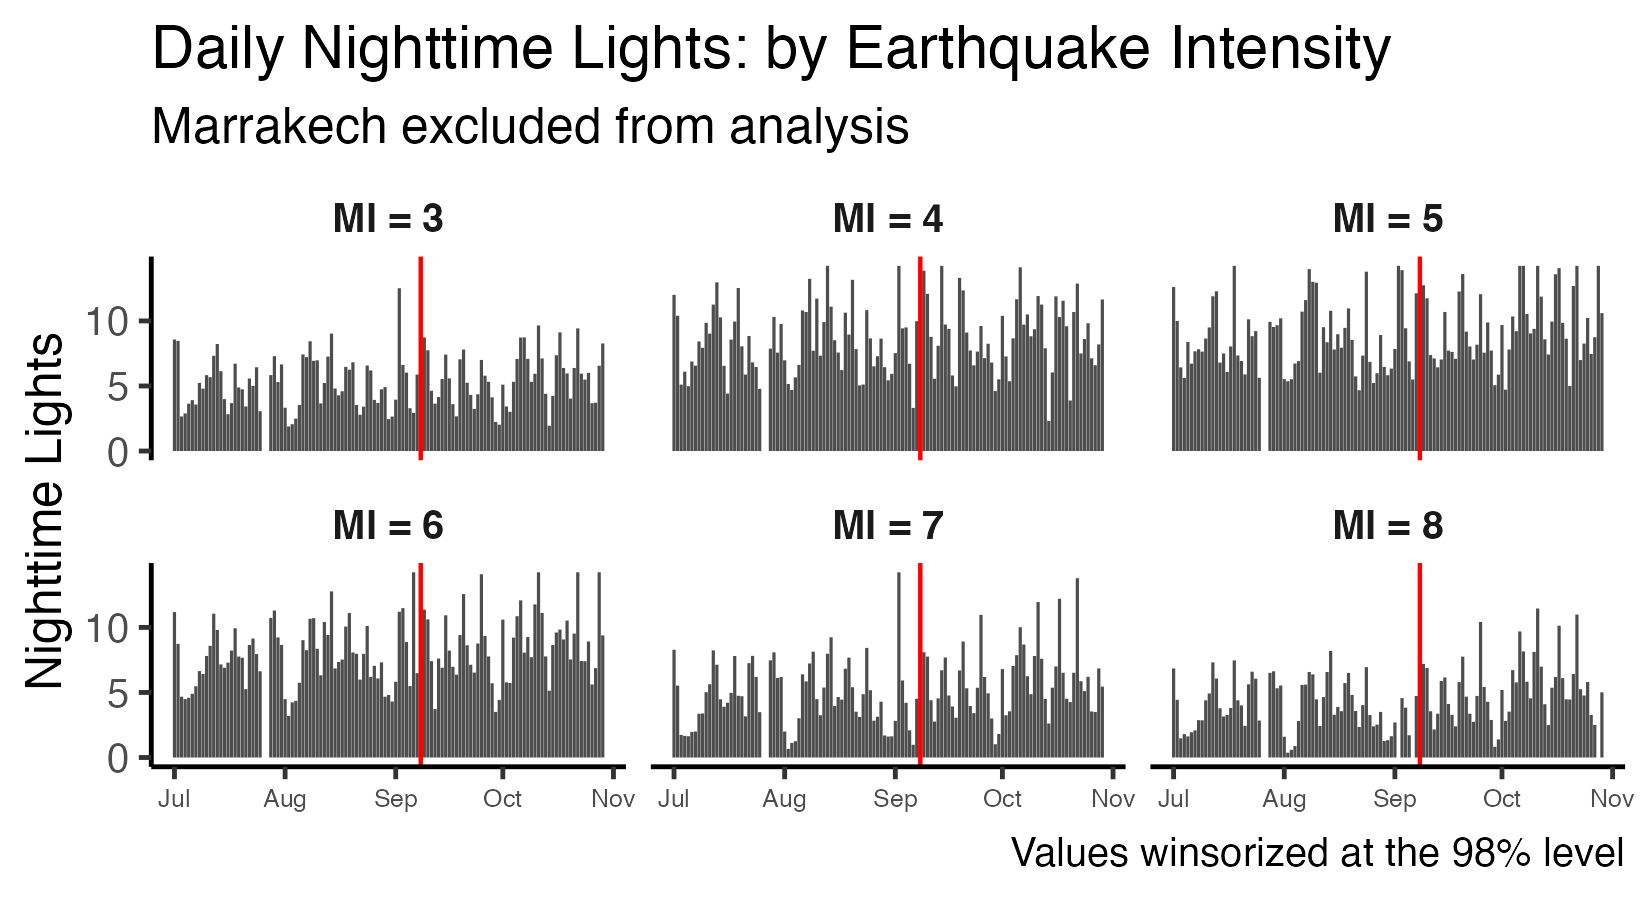 Daily Nighttime Lights: by Earthquake Intensity
Marrakech excluded from analysis
MI = 3
MI = 4
MI = 5
10
5
0
Nighttime Lights
MI = 6
MI = 7
MI = 8
10
5
0
Jul Aug Sep Oct Nov
Jul Aug Sep Oct Nov
Jul Aug Sep Oct Nov
Values winsorized at the 98% level